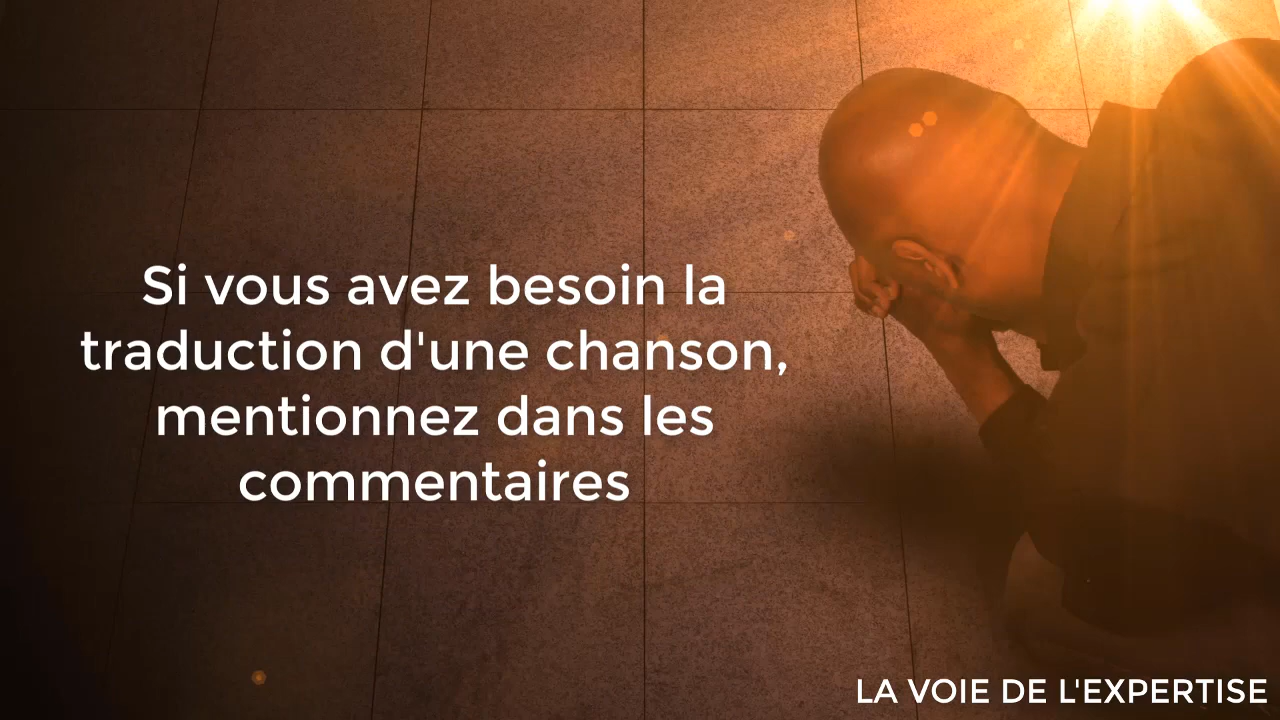 Si vous avez besoin la
traduction d'une chanson,
mentionnez dans les
commentaires
LA VOIE DE L'EXPERTISE